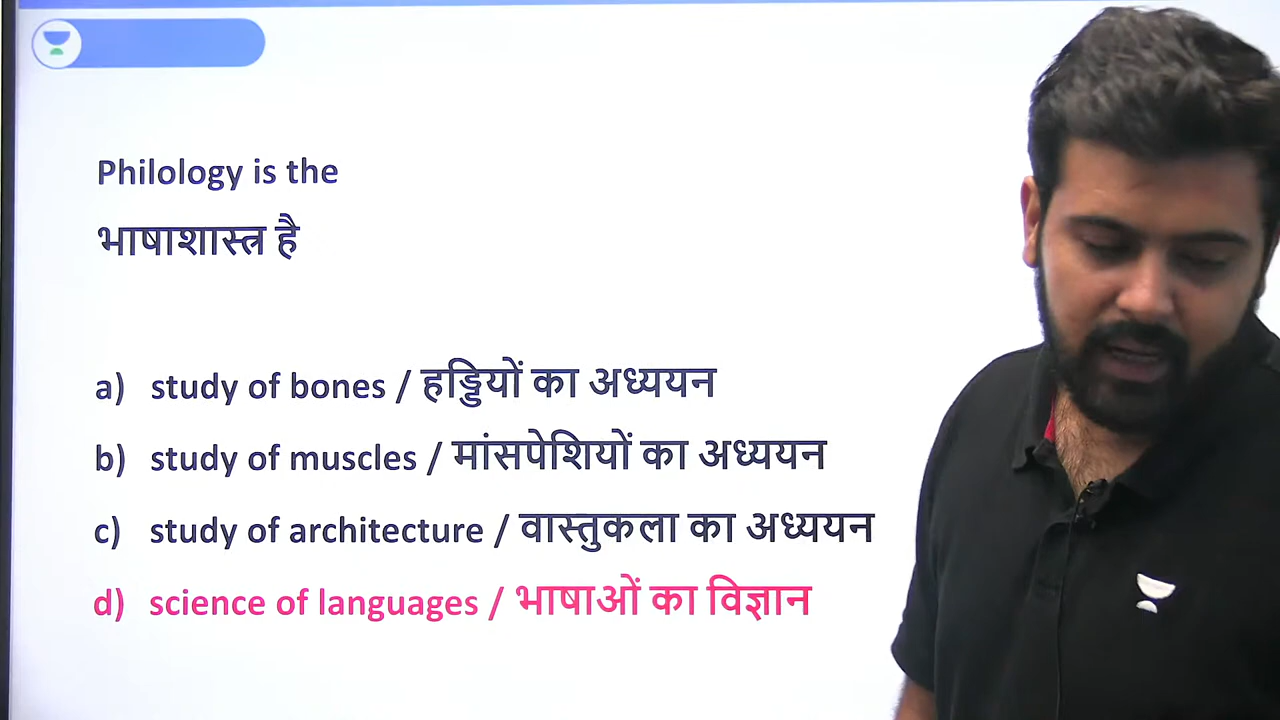 Philology is the
भाषाशास्त्र है
a) study of bones / हड्डियों का अध्ययन
b) study of muscles / मांसपेशियों का अध्ययन
c) study of architecture / वास्तुकला का अध्ययन
d) science of languages / भाषाओं का विज्ञान